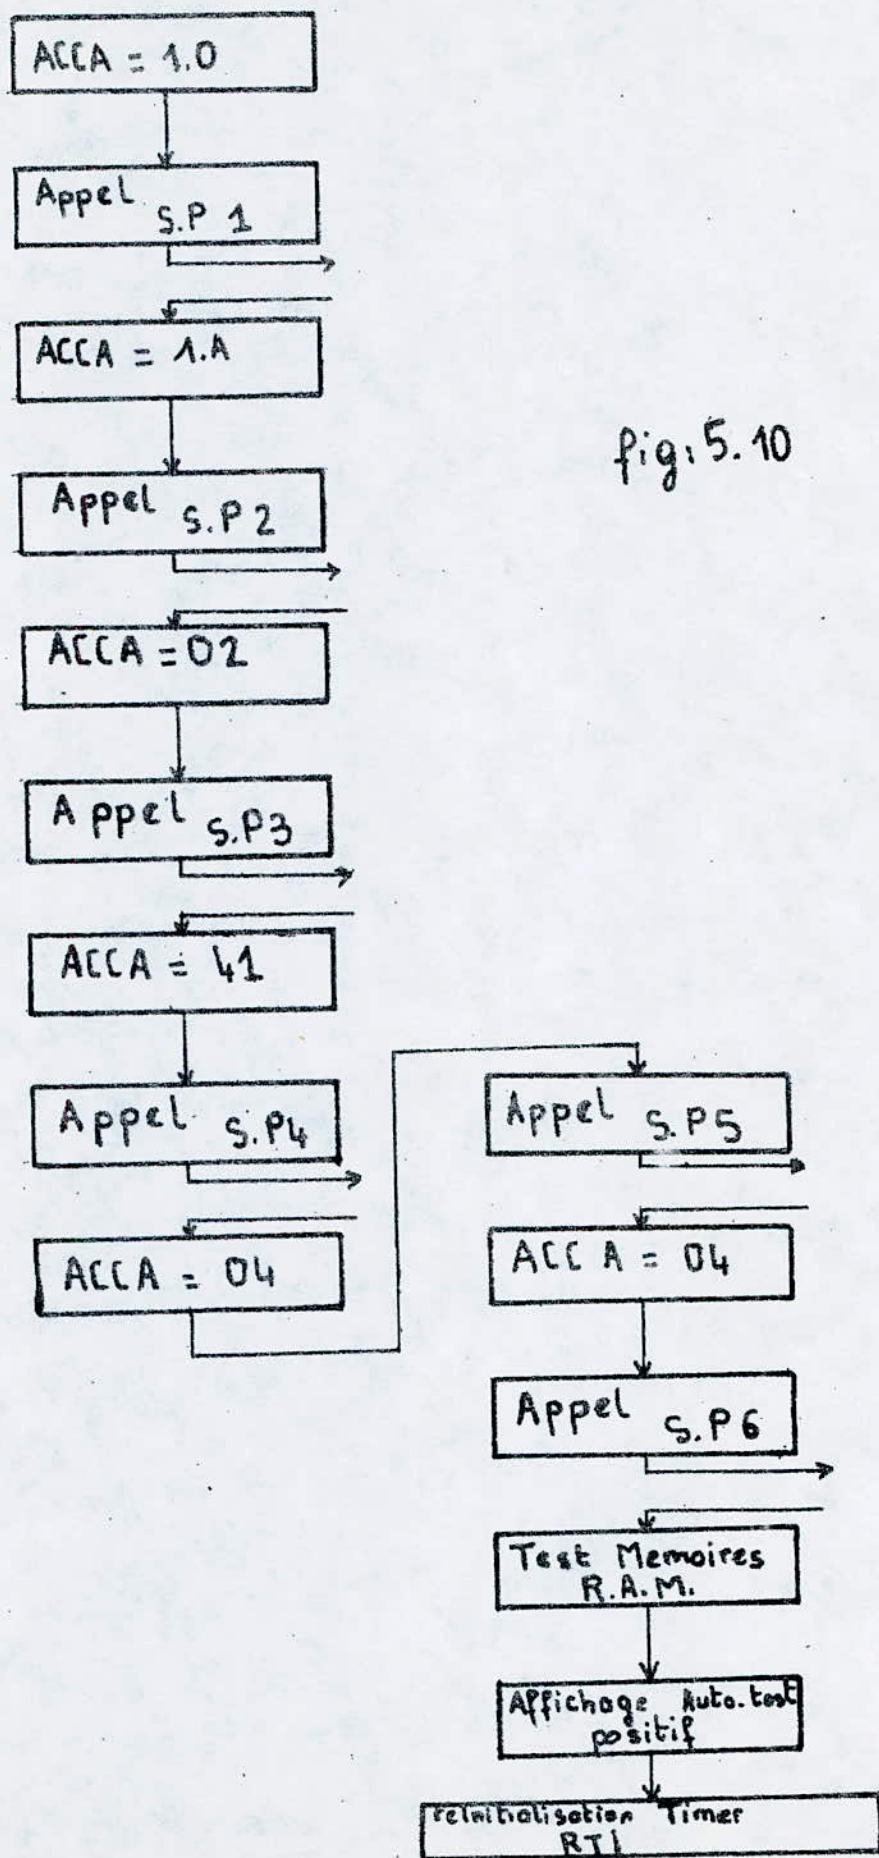 ACCA = 1.0
Appel S.P 1
ACCA = 1.A
fig: 5.10
Appel S.P 2
ACCA = 02
Appel S.P3
ACCA = 41
Appel S.P4
ACCA = 04
Appel S.P5
ACCA = 04
Appel S.P6
Test Memoires
R.A.M.
Affichage Auto.test
positif
reinitialisation Timer
RTI